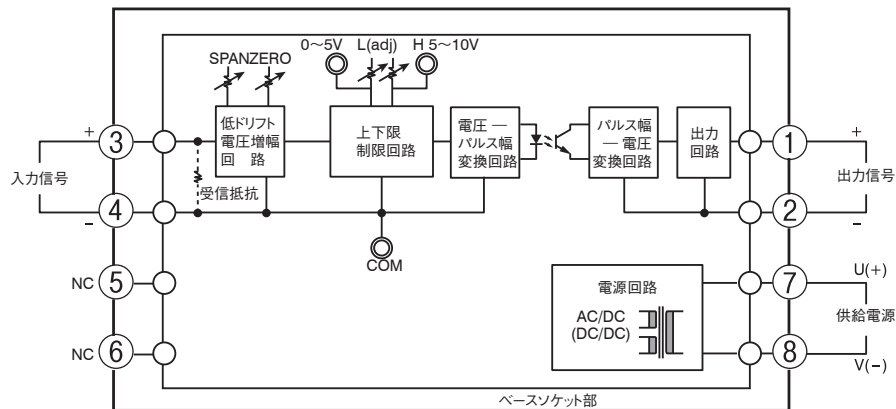 0～5V L(adj) H 5～10V
SPANZERO
低ドリフト
電圧増幅
回 路
上下限
制限回路
電圧 ―
パルス幅
変換回路
パルス幅
― 電圧
変換回路
出力
回路
+
3
入力信号
受信抵抗
4
-
COM
1
+
出力信号
2
-
NC 5
NC 6
電源回路
AC/DC
(DC/DC)
7
U(+)
供給電源
8
V(-)
ベースソケット部